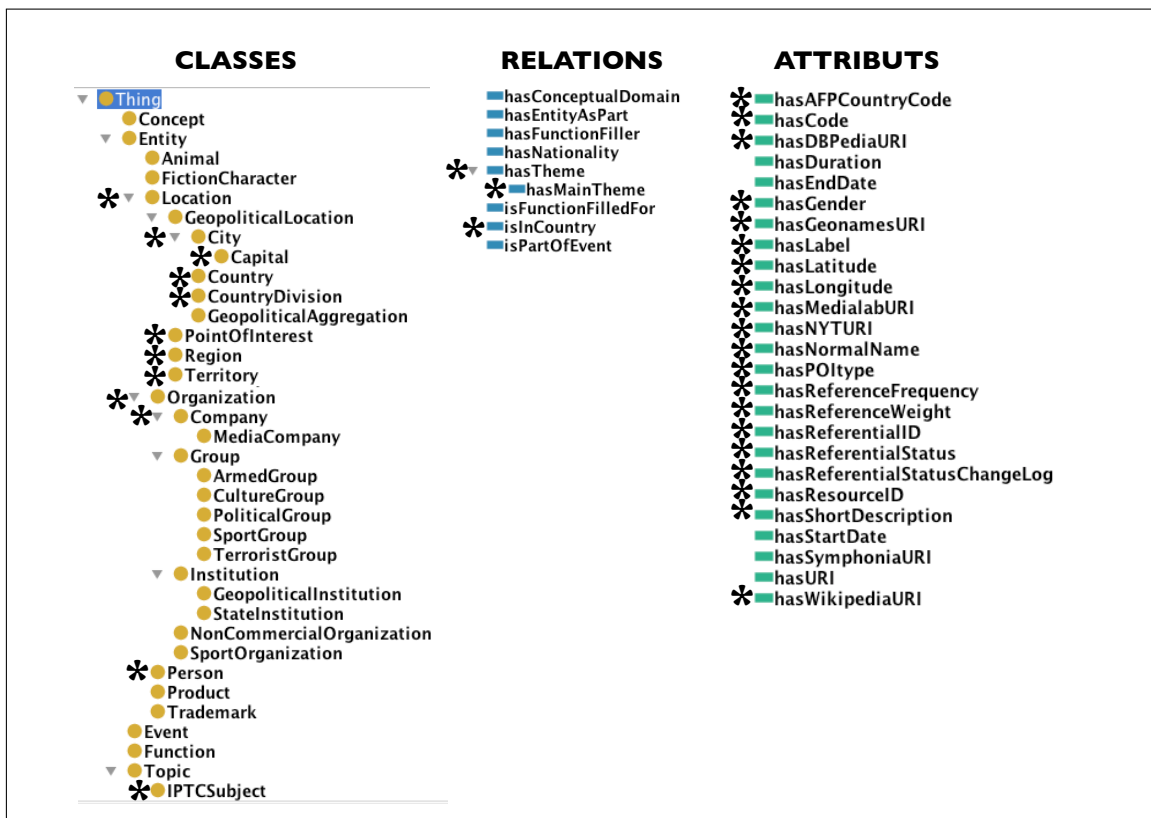 CLASSES
Thing
Concept
Entity
Animal
FictionCharacter
* Location
GeopoliticalLocation
* City
* Capital
* Country
* CountryDivision
GeopoliticalAggregation
* PointOfInterest
* Region
* Territory
* Organization
* Company
MediaCompany
Group
ArmedGroup
CultureGroup
PoliticalGroup
SportGroup
TerroristGroup
Institution
GeopoliticalInstitution
StateInstitution
NonCommercialOrganization
SportOrganization
* Person
Product
Trademark
Event
Function
Topic
* IPTCSubject
RELATIONS
hasConceptualDomain
hasEntityAsPart
hasFunctionFiller
hasNationality
* hasTheme
* hasMainTheme
isFunctionFilledFor
* isInCountry
isPartOfEvent
ATTRIBUTS
* hasAFPCountryCode
* hasCode
* hasDBPediaURI
hasDuration
hasEndDate
* hasGender
* hasGeonamesURI
* hasLabel
* hasLatitude
* hasLongitude
* hasMedialabURI
* hasNYTURI
* hasNormalName
* hasPOItype
* hasReferenceFrequency
* hasReferenceWeight
* hasReferentialID
* hasReferentialStatus
* hasReferentialStatusChangeLog
* hasResourceID
* hasShortDescription
hasStartDate
hasSymphoniaURI
hasURI
* hasWikipediaURI